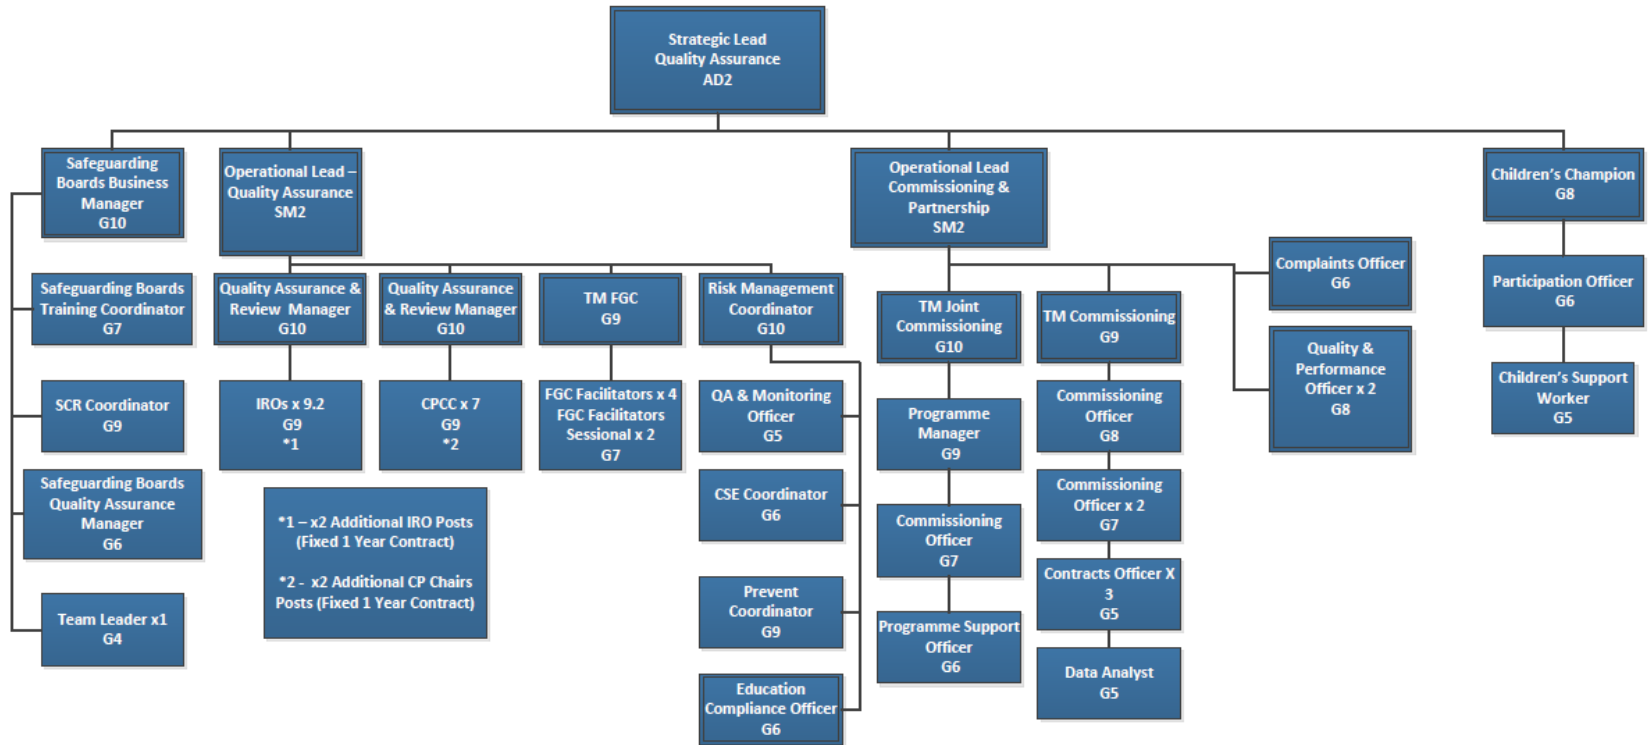 Strategic Lead
Quality Assurance
AD2
Safeguarding
Boards Business
Manager
G10
Operational Lead –
Quality Assurance
SM2
Operational Lead
Commissioning &
Partnership
SM2
Children's Champion
G8
Safeguarding Boards
Training Coordinator
G7
SCR Coordinator
G9
Safeguarding Boards
Quality Assurance
Manager
G6
Team Leader x1
G4
Quality Assurance &
Review  Manager
G10
IROs x 9.2
G9
*1
Quality Assurance
& Review Manager
G10
CPCC x 7
G9
*2
TM FGC
G9
FGC Facilitators x 4
FGC Facilitators
Sessional x 2
G7
*1 – x2 Additional IRO Posts
(Fixed 1 Year Contract)
*2 -  x2 Additional CP Chairs
Posts (Fixed 1 Year Contract)
Risk Management
Coordinator
G10
QA & Monitoring
Officer
G5
CSE Coordinator
G6
Prevent
Coordinator
G9
Education
Compliance Officer
G6
TM Joint
Commissioning
G10
Programme
Manager
G9
Commissioning
Officer
G7
Programme Support
Officer
G6
TM Commissioning
G9
Commissioning
Officer
G8
Commissioning
Officer x 2
G7
Contracts Officer X
3
G5
Data Analyst
G5
Complaints Officer
G6
Quality &
Performance
Officer x 2
G8
Participation Officer
G6
Children's Support
Worker
G5